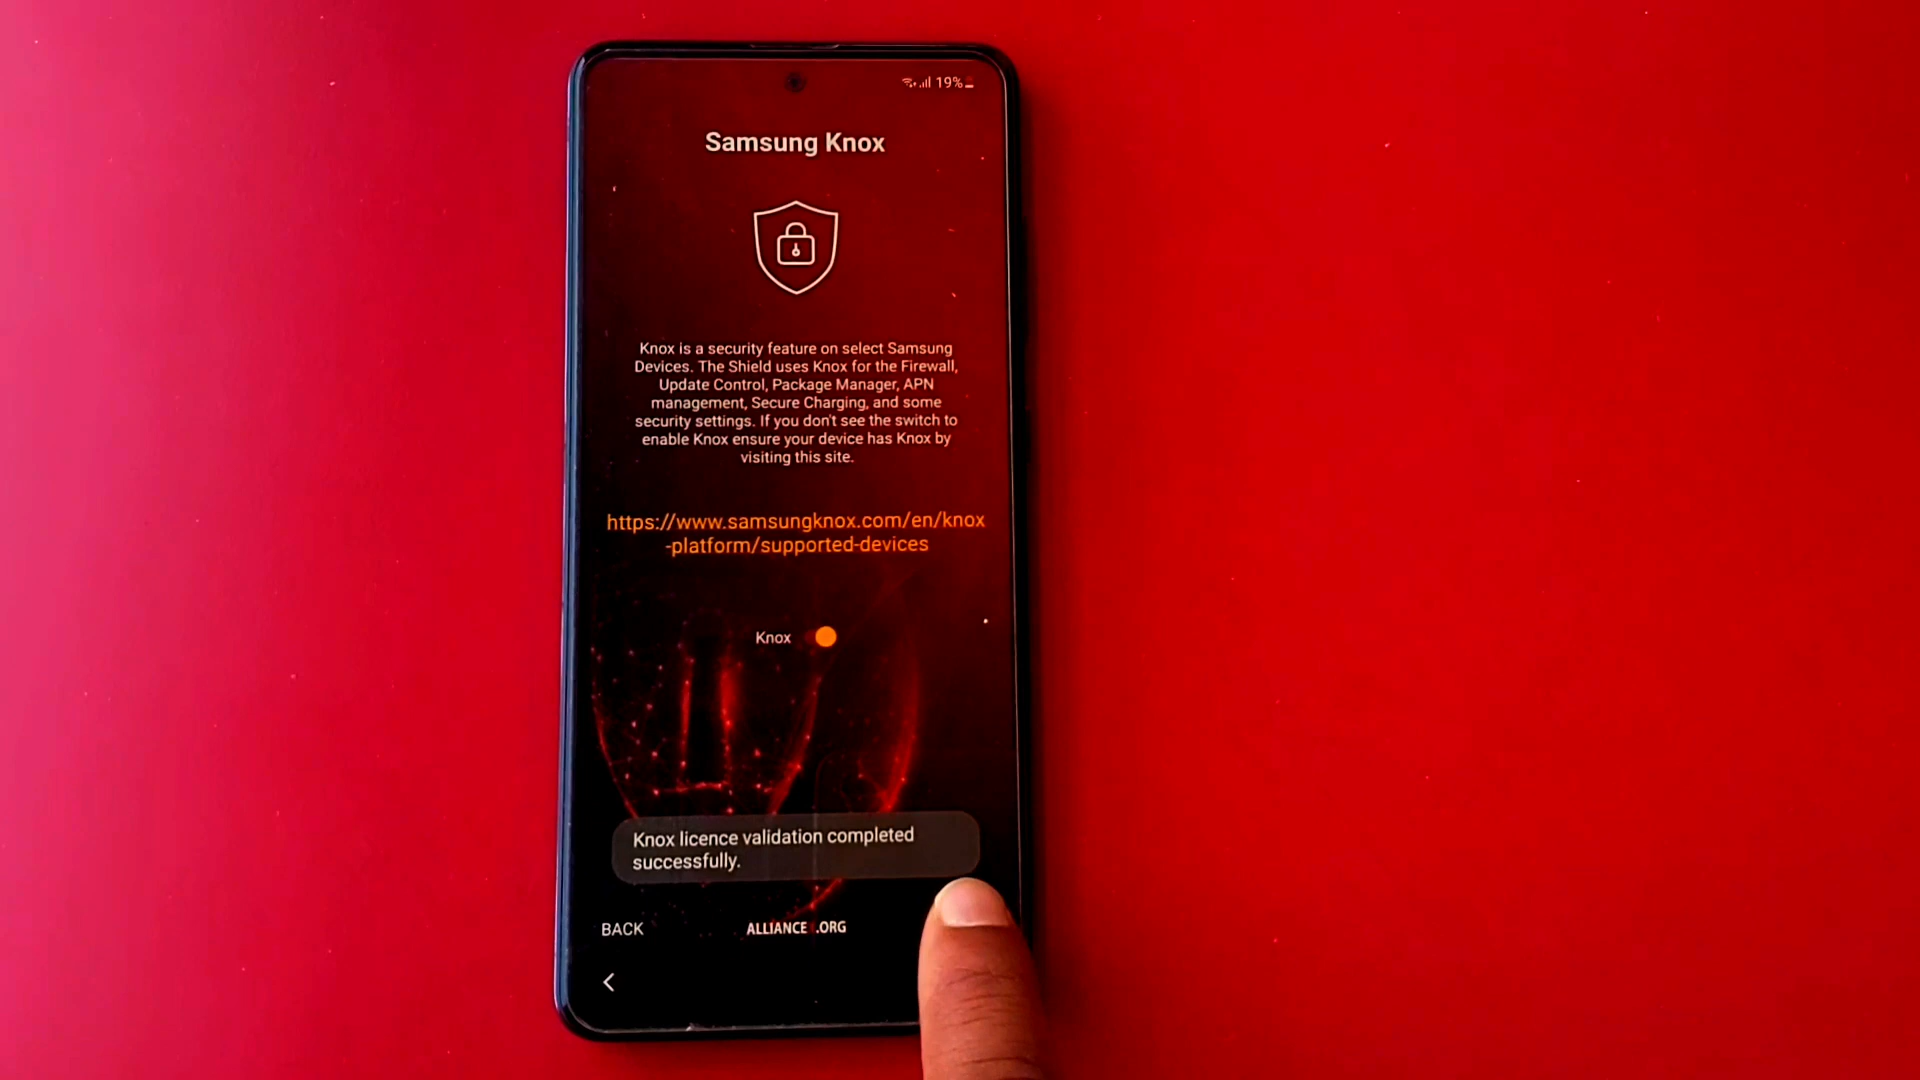 19%
Samsung Knox
Knox is a security feature on select Samsung
Devices. The Shield uses Knox for the Firewall,
Update Control, Package Manager, APN
management, Secure Charging, and some
security settings. If you don't see the switch to
enable Knox ensure your device has Knox by
visiting this site.
https://www.samsungknox.com/en/knox
-platform/supported-devices
Knox
Knox licence validation completed
successfully.
BACK
ALLIANCE .ORG